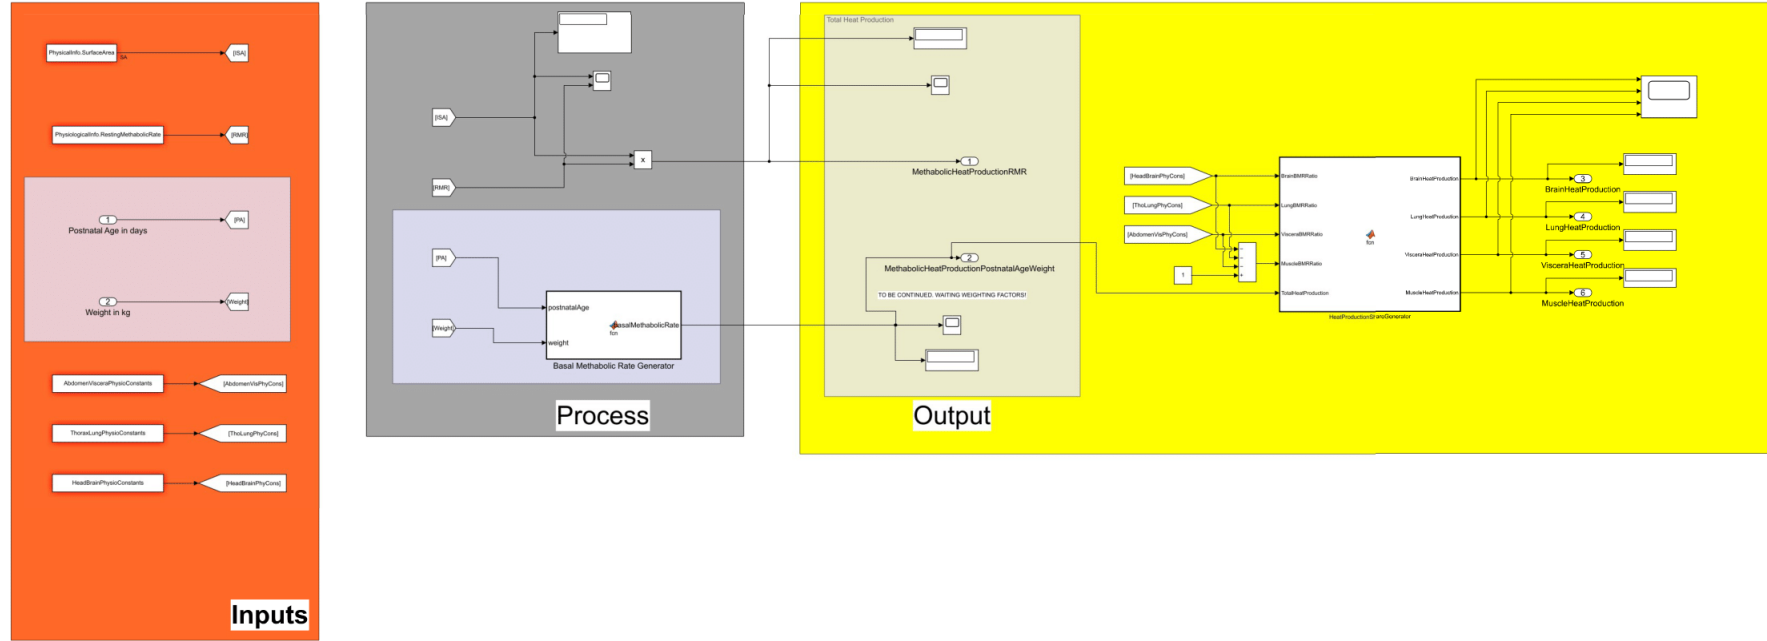 PhysicalInfo.SurfaceArea
SA
[ISA]
PhysiologicalInfo.RestingMethabolicRate
[RMR]
1
[PA]
Postnatal Age in days
2
[Weight]
Weight in kg
AbdomenVisceraPhysioConstants
[AbdomenVisPhyCons]
ThoraxLungPhysioConstants
[ThoLungPhyCons]
HeadBrainPhysioConstants
[HeadBrainPhyCons]
Inputs
[ISA]
[RMR]
X
[PA]
[Weight]
postnatalAge
weight
fcn
BasalMethabolicRate
Basal Methabolic Rate Generator
Process
Total Heat Production
1
MethabolicHeatProductionRMR
2
MethabolicHeatProductionPostnatalAgeWeight
TO BE CONTINUED. WAITING WEIGHTING FACTORS!
Output
[HeadBrainPhyCons]
[ThoLungPhyCons]
[AbdomenVisPhyCons]
1
BrainBMRRatio
LungBMRRatio
VisceraBMRRatio
MuscleBMRRatio
TotalHeatProduction
fcn
BrainHeatProduction
LungHeatProduction
VisceraHeatProduction
MuscleHeatProduction
HeatProductionShareGenerator
3
BrainHeatProduction
4
LungHeatProduction
5
VisceraHeatProduction
6
MuscleHeatProduction